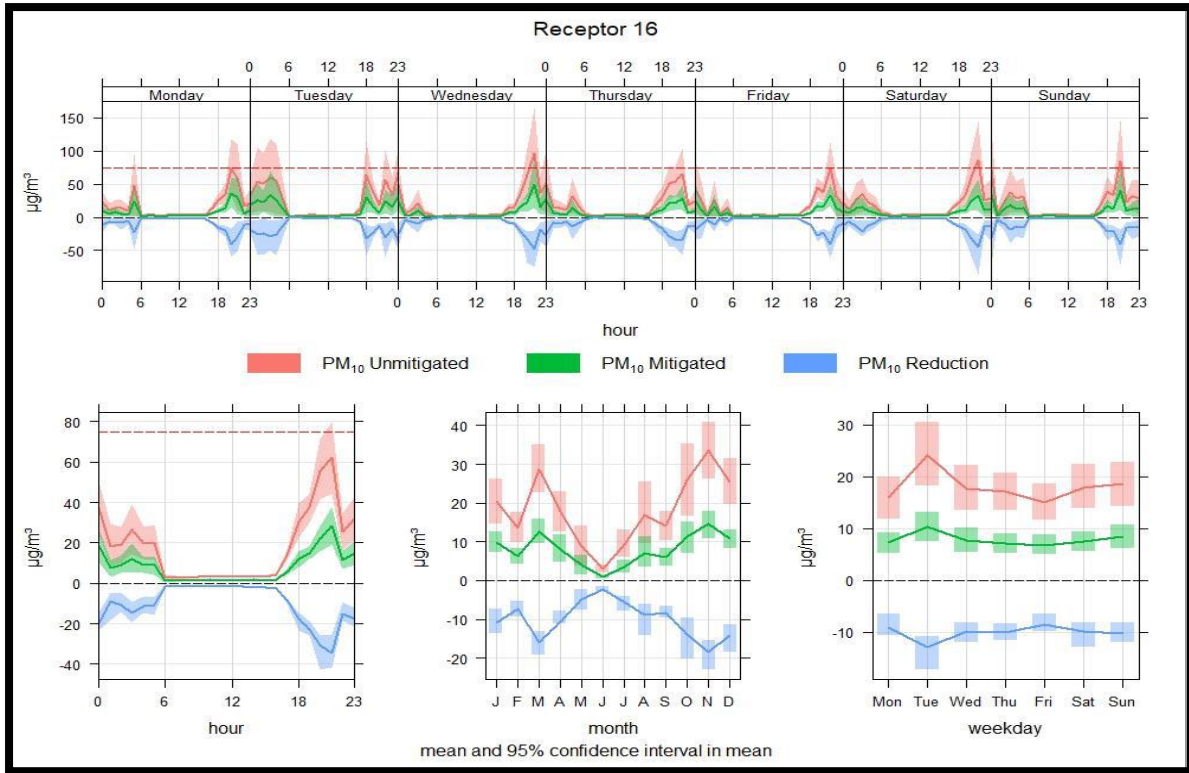 Receptor 16
0 6 12 18 23 0 6 12 18 23 0 6 12 18 23
Monday Tuesday Wednesday Thursday Friday Saturday Sunday
150
100
50
0
-50
µg/m³
0 6 12 18 23 0 6 12 18 23 0 6 12 18 23 0 6 12 18 23
hour
PM₁₀ Unmitigated PM₁₀ Mitigated PM₁₀ Reduction
80
60
40
20
0
-20
-40
µg/m³
0 6 12 18 23
hour
40
30
20
10
0
-10
-20
µg/m³
J F M A M J J A S O N D
month
30
20
10
0
-10
µg/m³
Mon Tue Wed Thu Fri Sat Sun
weekday
mean and 95% confidence interval in mean